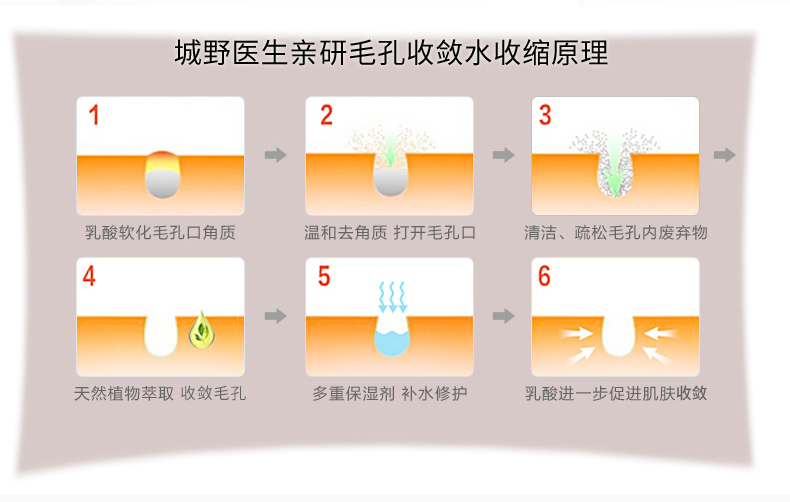 城野医生亲研毛孔收敛水收缩原理
1
2
3
乳酸软化毛孔口角质
温和去角质 打开毛孔口
清洁、疏松毛孔内废弃物
4
5
6
天然植物萃取 收敛毛孔
多重保湿剂 补水修护
乳酸进一步促进肌肤收敛